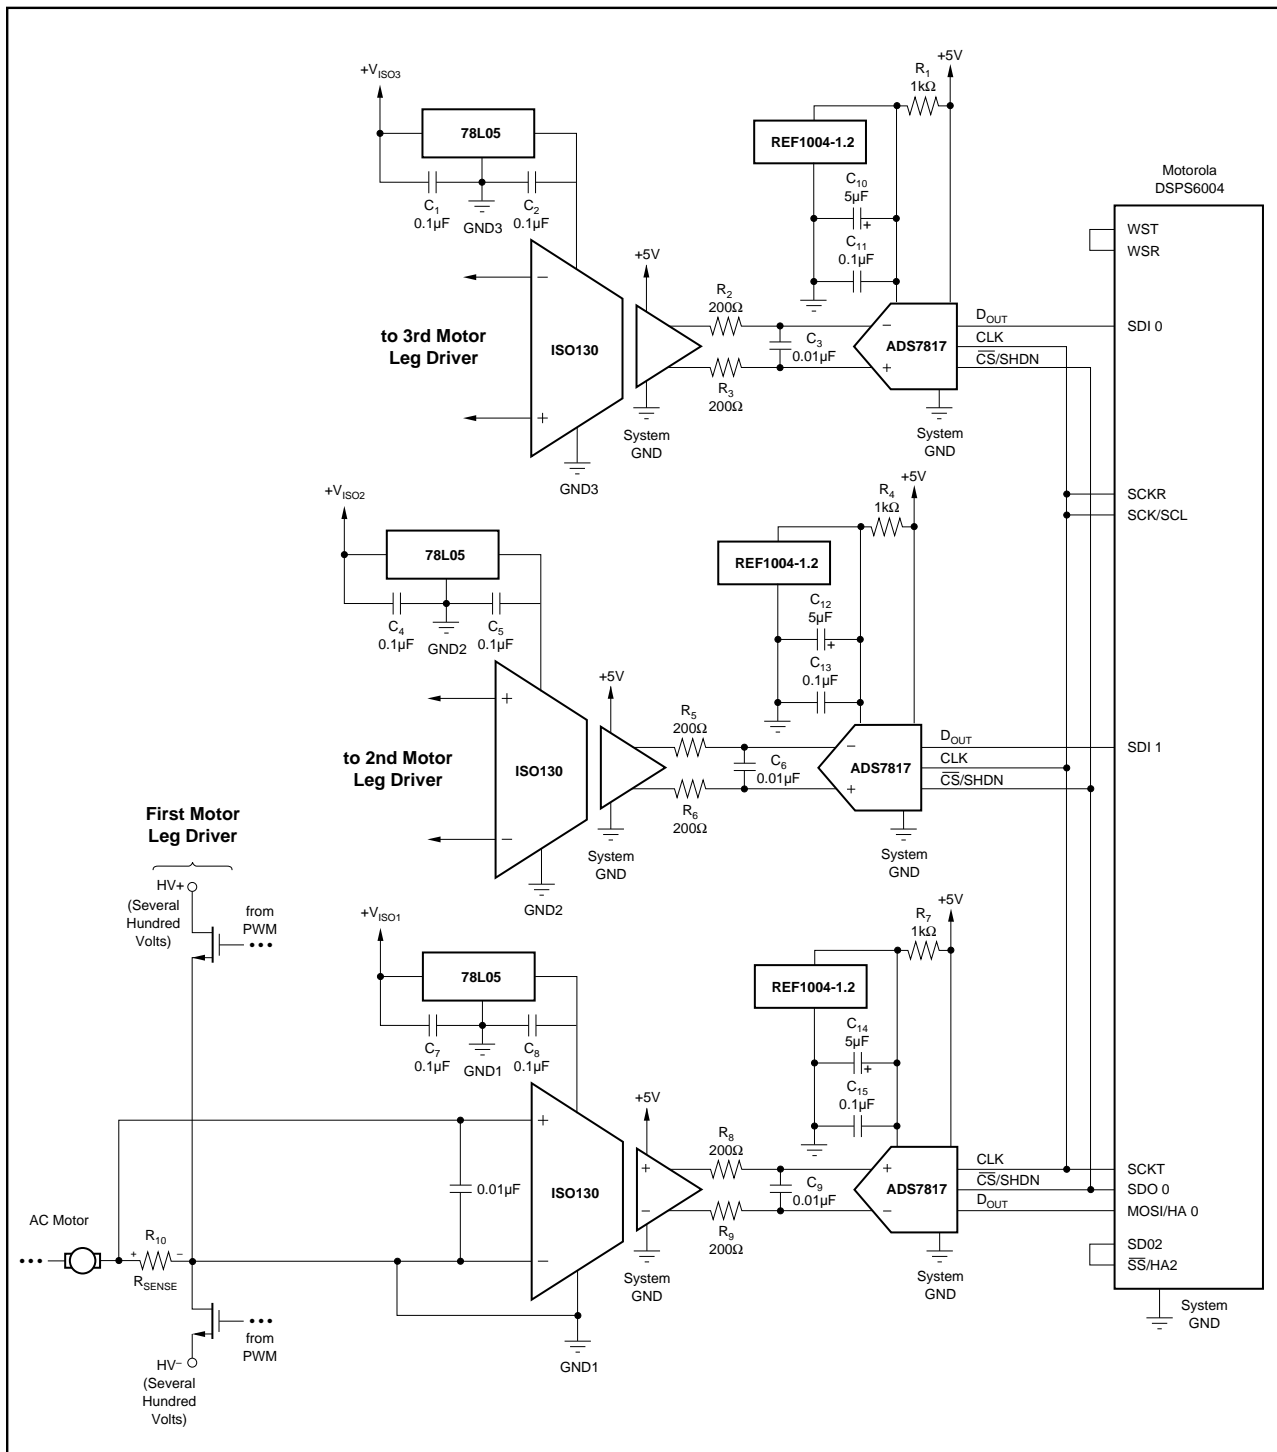 +V_ISO3
78L05
C1
0.1µF
C2
0.1µF
GND3
to 3rd Motor
Leg Driver
−
+
ISO130
GND3
+5V
System
GND
R2
200Ω
R3
200Ω
C3
0.01µF
REF1004-1.2
R1
1kΩ
+5V
C10
5µF
+
C11
0.1µF
−
+
ADS7817
System
GND
DOUT
CLK
C̅S̅/SHDN
+V_ISO2
78L05
C4
0.1µF
C5
0.1µF
GND2
to 2nd Motor
Leg Driver
+
−
ISO130
GND2
+5V
System
GND
R5
200Ω
R6
200Ω
C6
0.01µF
REF1004-1.2
R4
1kΩ
+5V
C12
5µF
+
C13
0.1µF
−
+
ADS7817
System
GND
DOUT
CLK
C̅S̅/SHDN
First Motor
Leg Driver
HV+
(Several
Hundred
Volts)
from
PWM
•••
+V_ISO1
78L05
C7
0.1µF
C8
0.1µF
GND1
0.01µF
+
−
ISO130
GND1
+5V
+
−
System
GND
R8
200Ω
R9
200Ω
C9
0.01µF
REF1004-1.2
R7
1kΩ
+5V
C14
5µF
+
C15
0.1µF
+
−
ADS7817
System
GND
CLK
C̅S̅/SHDN
DOUT
AC Motor
•••
R10
+ −
RSENSE
•••
from
PWM
HV−
(Several
Hundred
Volts)
Motorola
DSPS6004
WST
WSR
SDI 0
SCKR
SCK/SCL
SDI 1
SCKT
SDO 0
MOSI/HA 0
SD02
S̅S̅/HA2
System
GND